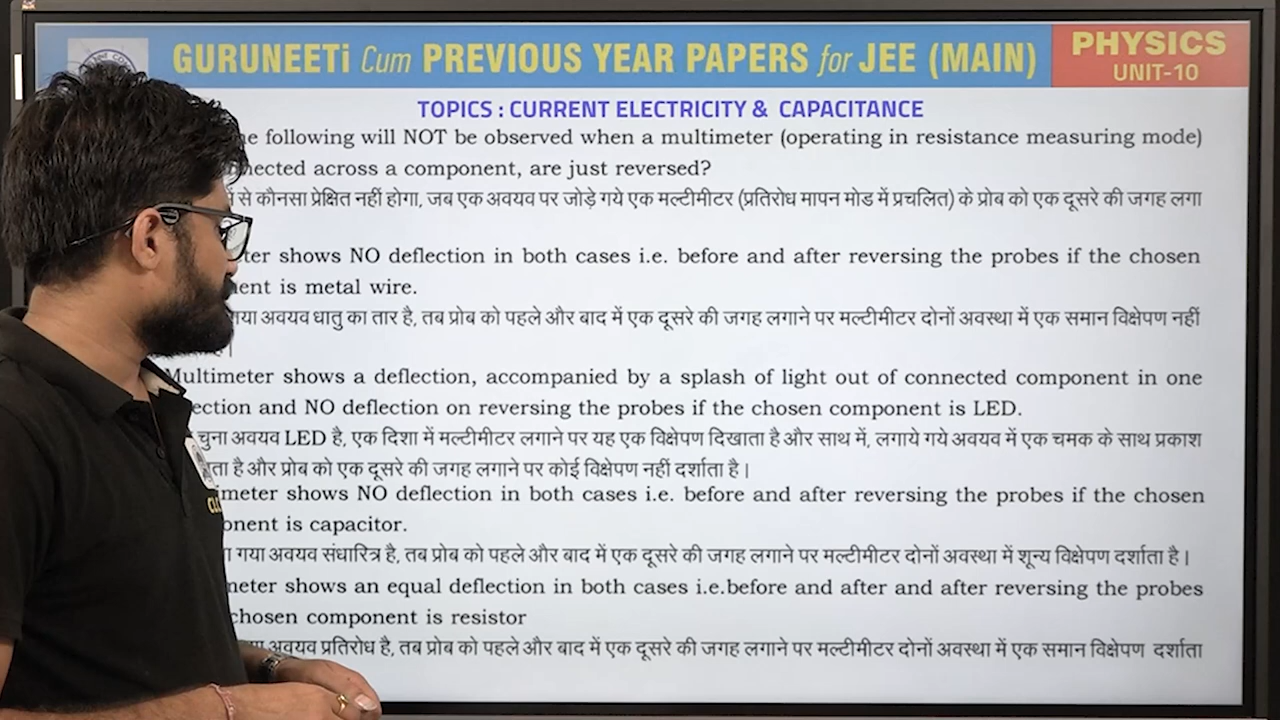 GURUNEETi Cum PREVIOUS YEAR PAPERS for JEE (MAIN)
PHYSICS
UNIT-10
TOPICS : CURRENT ELECTRICITY & CAPACITANCE
following will NOT be observed when a multimeter (operating in resistance measuring mode)
across a component, are just reversed?
से कौनसा प्रेक्षित नहीं होगा, जब एक अवयव पर जोड़े गये एक मल्टीमीटर (प्रतिरोध मापन मोड में प्रचलित) के प्रोब को एक दूसरे की जगह लगा
shows NO deflection in both cases i.e. before and after reversing the probes if the chosen
is metal wire.
गया अवयव धातु का तार है, तब प्रोब को पहले और बाद में एक दूसरे की जगह लगाने पर मल्टीमीटर दोनों अवस्था में एक समान विक्षेपण नहीं
Multimeter shows a deflection, accompanied by a splash of light out of connected component in one
and NO deflection on reversing the probes if the chosen component is LED.
चुना अवयव LED है, एक दिशा में मल्टीमीटर लगाने पर यह एक विक्षेपण दिखाता है और साथ में, लगाये गये अवयव में एक चमक के साथ प्रकाश
है और प्रोब को एक दूसरे की जगह लगाने पर कोई विक्षेपण नहीं दर्शाता है।
shows NO deflection in both cases i.e. before and after reversing the probes if the chosen
is capacitor.
गया अवयव संधारित्र है, तब प्रोब को पहले और बाद में एक दूसरे की जगह लगाने पर मल्टीमीटर दोनों अवस्था में शून्य विक्षेपण दर्शाता है।
shows an equal deflection in both cases i.e.before and after and after reversing the probes
chosen component is resistor
अवयव प्रतिरोध है, तब प्रोब को पहले और बाद में एक दूसरे की जगह लगाने पर मल्टीमीटर दोनों अवस्था में एक समान विक्षेपण दर्शाता